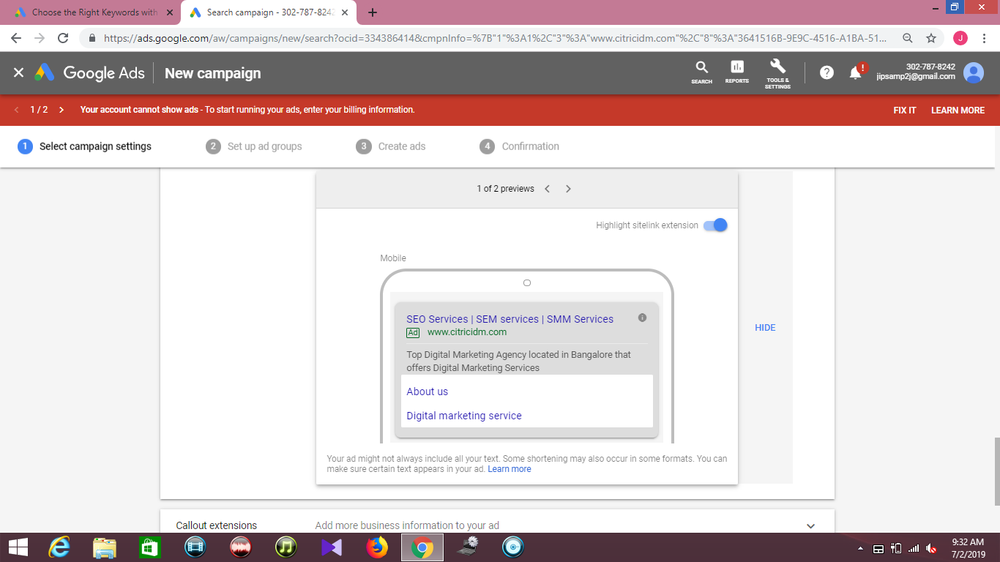 Choose the Right Keywords with
Search campaign - 302-787-8242
https://ads.google.com/aw/campaigns/new/search?ocid=334386414&cmpnInfo=%7B"1"%3A1%2C"3"%3A"www.citricidm.com"%2C"8"%3A"3641516B-9E9C-4516-A1BA-51...
J
Google Ads
New campaign
SEARCH
REPORTS
TOOLS &
SETTINGS
?
!
302-787-8242
jipsamp2j@gmail.com
1 / 2
Your account cannot show ads - To start running your ads, enter your billing information.
FIX IT
LEARN MORE
1 Select campaign settings
2 Set up ad groups
3 Create ads
4 Confirmation
1 of 2 previews
Highlight sitelink extension
Mobile
SEO Services | SEM services | SMM Services
Ad www.citricidm.com
Top Digital Marketing Agency located in Bangalore that
offers Digital Marketing Services
About us
Digital marketing service
HIDE
Your ad might not always include all your text. Some shortening may also occur in some formats. You can
make sure certain text appears in your ad. Learn more
Callout extensions
Add more business information to your ad
9:32 AM
7/2/2019